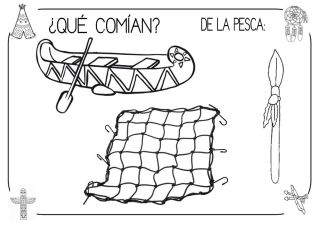 ¿QUÉ COMÍAN? DE LA PESCA: